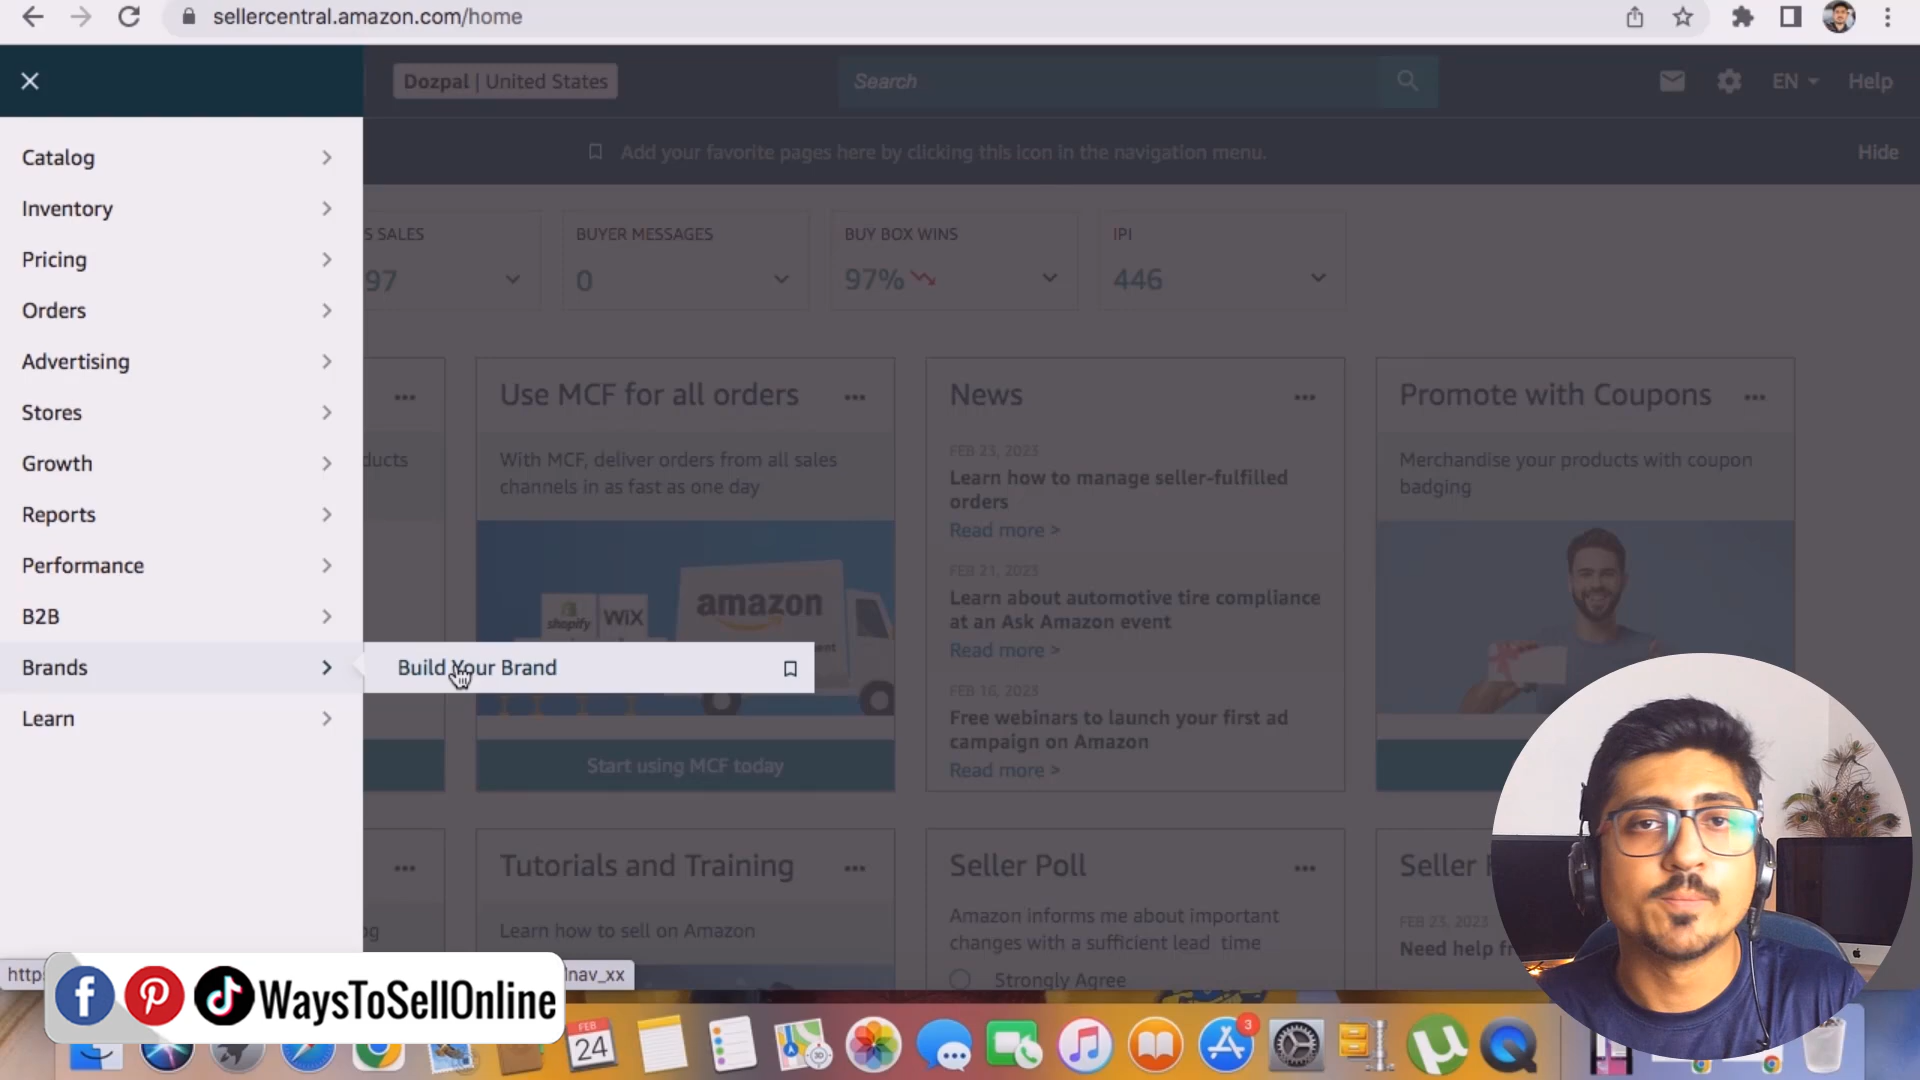 sellercentral.amazon.com/home
Dozpal | United States
Search
EN
Help
Add your favorite pages here by clicking this icon in the navigation menu.
Hide
Catalog
Inventory
Pricing
Orders
Advertising
Stores
Growth
Reports
Performance
B2B
Brands
Learn
Build Your Brand
S SALES
97
BUYER MESSAGES
0
BUY BOX WINS
97%
IPI
446
ducts
Use MCF for all orders
With MCF, deliver orders from all sales
channels in as fast as one day
shopify
WIX
amazon
ent
Start using MCF today
News
FEB 23, 2023
Learn how to manage seller-fulfilled
orders
Read more >
FEB 21, 2023
Learn about automotive tire compliance
at an Ask Amazon event
Read more >
FEB 16, 2023
Free webinars to launch your first ad
campaign on Amazon
Read more >
Promote with Coupons
Merchandise your products with coupon
badging
Tutorials and Training
Learn how to sell on Amazon
Seller Poll
Amazon informs me about important
changes with a sufficient lead time
Strongly Agree
Seller
FEB 23, 2023
Need help fr
http
lnav_xx
WaysToSellOnline
FEB
24
3D
3